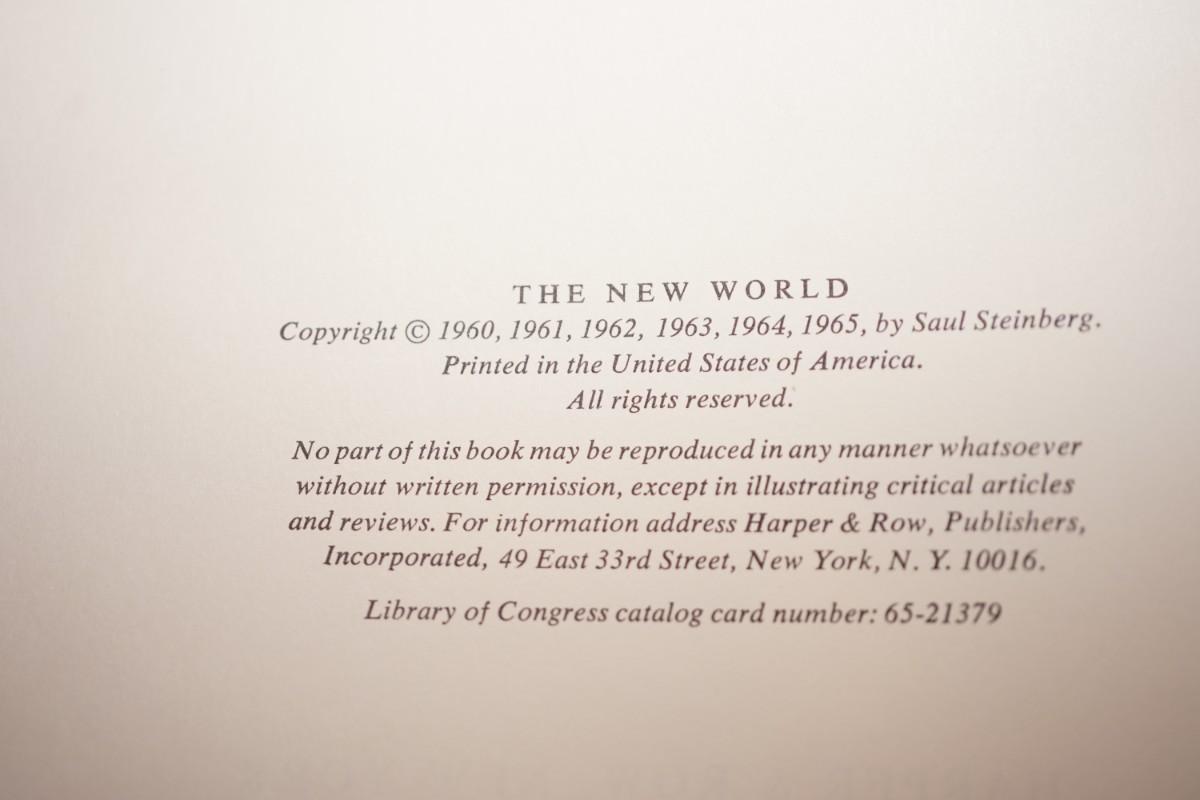 THE NEW WORLD
Copyright © 1960, 1961, 1962, 1963, 1964, 1965, by Saul Steinberg.
Printed in the United States of America.
All rights reserved.
No part of this book may be reproduced in any manner whatsoever
without written permission, except in illustrating critical articles
and reviews. For information address Harper & Row, Publishers,
Incorporated, 49 East 33rd Street, New York, N. Y. 10016.
Library of Congress catalog card number: 65-21379